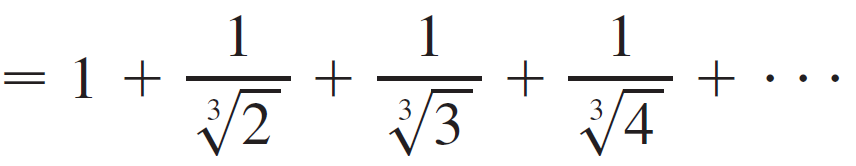 = 1 + 1/∛2 + 1/∛3 + 1/∛4 + · · ·